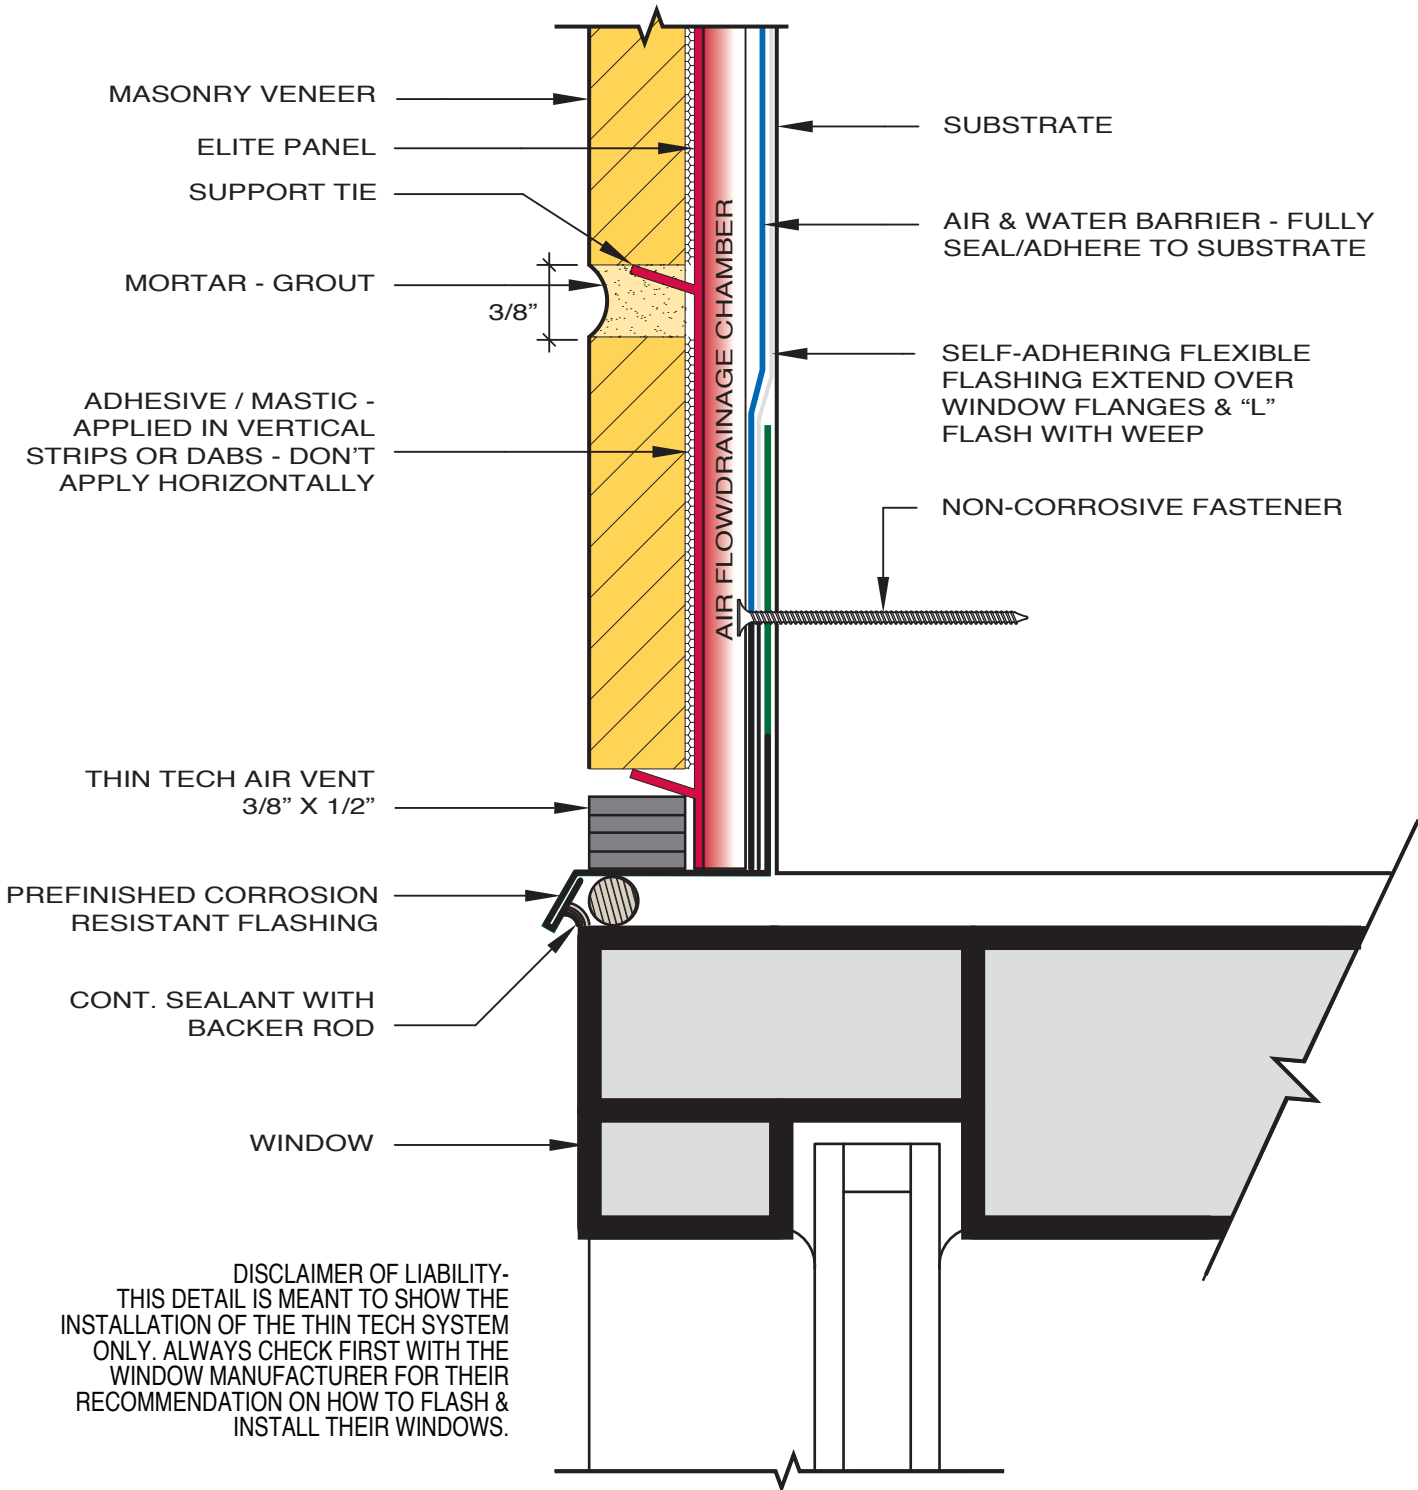 MASONRY VENEER
ELITE PANEL
SUPPORT TIE
MORTAR - GROUT
3/8”
ADHESIVE / MASTIC -
APPLIED IN VERTICAL
STRIPS OR DABS - DON’T
APPLY HORIZONTALLY
THIN TECH AIR VENT
3/8” X 1/2”
PREFINISHED CORROSION
RESISTANT FLASHING
CONT. SEALANT WITH
BACKER ROD
WINDOW
AIR FLOW/DRAINAGE CHAMBER
SUBSTRATE
AIR & WATER BARRIER - FULLY
SEAL/ADHERE TO SUBSTRATE
SELF-ADHERING FLEXIBLE
FLASHING EXTEND OVER
WINDOW FLANGES & “L”
FLASH WITH WEEP
NON-CORROSIVE FASTENER
DISCLAIMER OF LIABILITY-
THIS DETAIL IS MEANT TO SHOW THE
INSTALLATION OF THE THIN TECH SYSTEM
ONLY. ALWAYS CHECK FIRST WITH THE
WINDOW MANUFACTURER FOR THEIR
RECOMMENDATION ON HOW TO FLASH &
INSTALL THEIR WINDOWS.